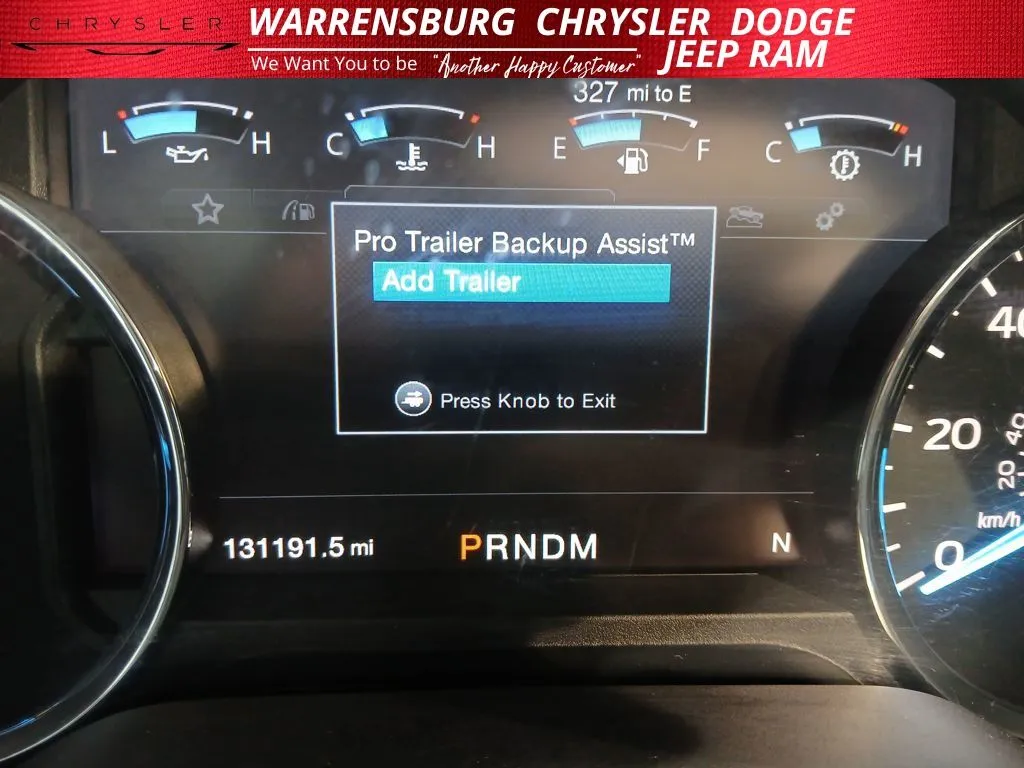 CHRYSLER
WARRENSBURG CHRYSLER DODGE
JEEP RAM
We Want You to be "Another Happy Customer"
327 mi to E
L H C H E F C H
Pro Trailer Backup Assist™
Add Trailer
Press Knob to Exit
131191.5 mi PRNDM N
40
20
0
20 40
km/h